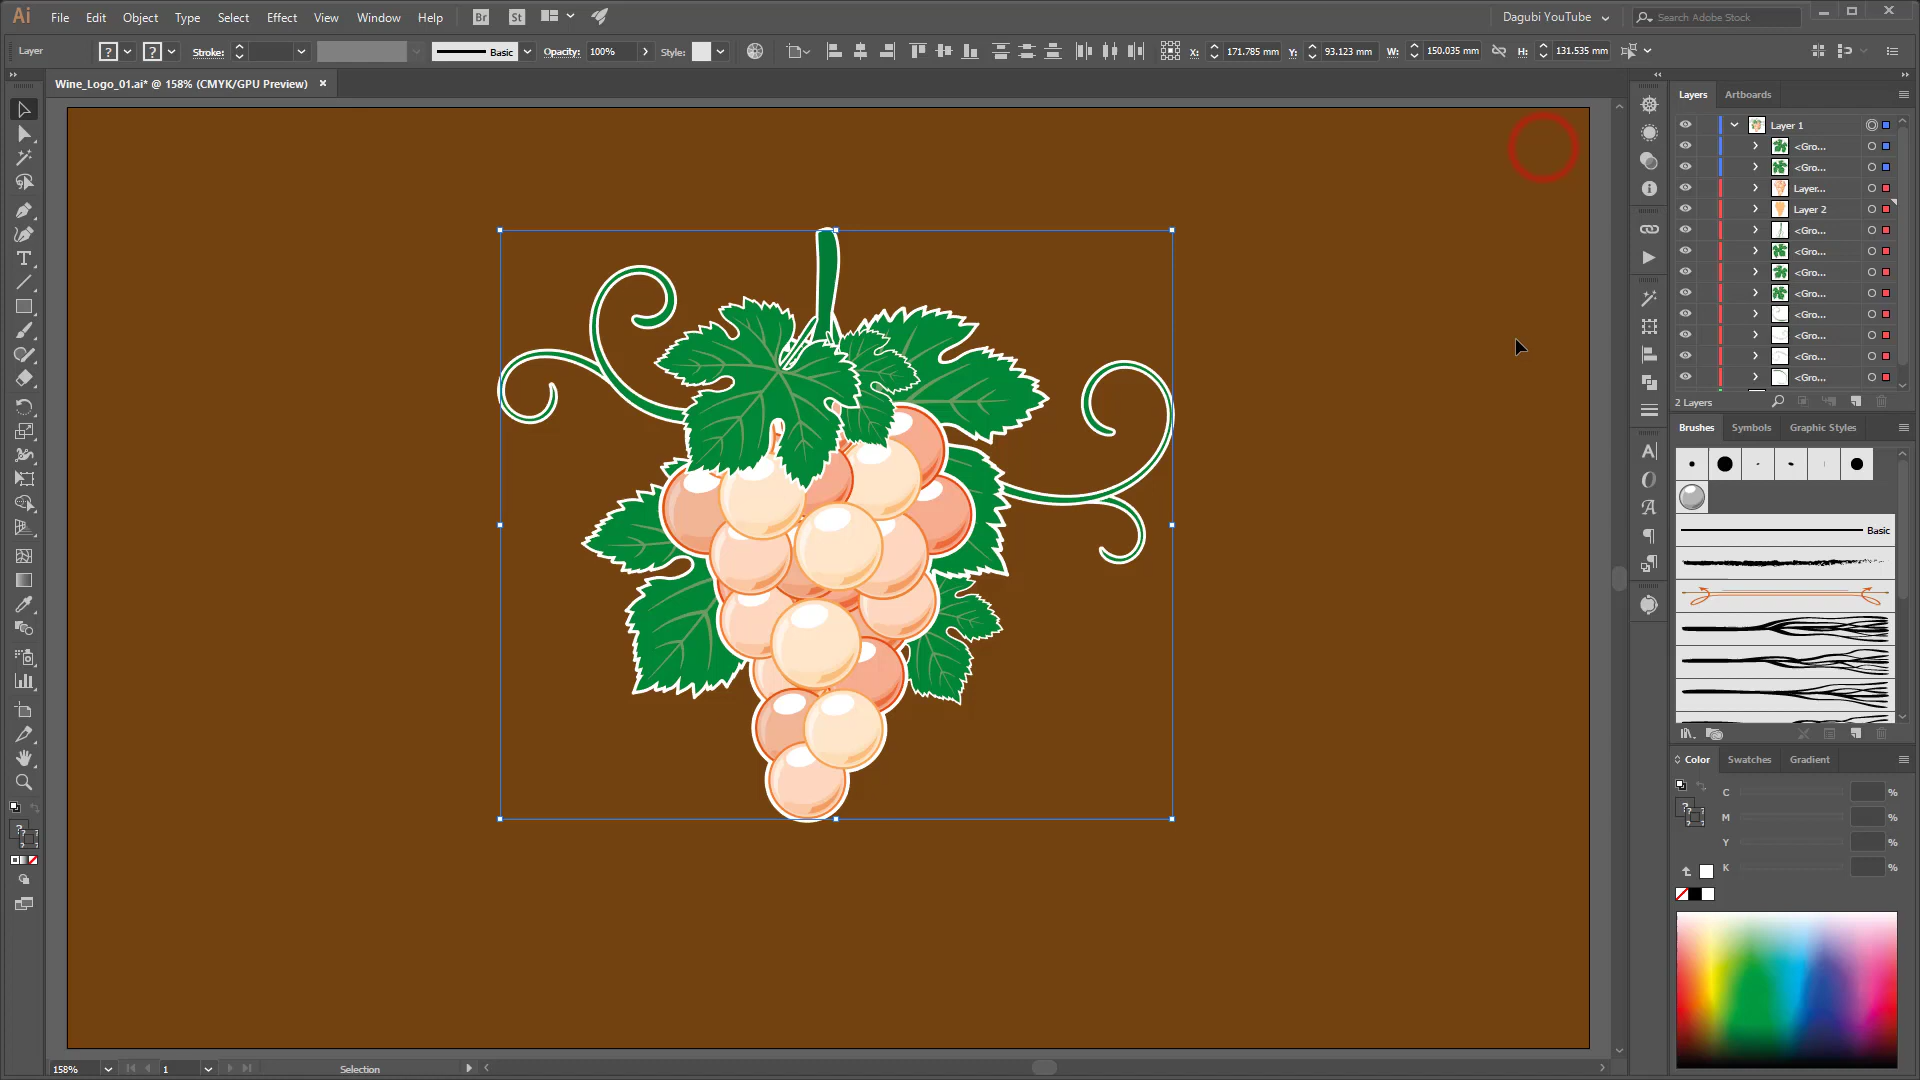 Ai File Edit Object Type Select Effect View Window Help Br St Dagubi YouTube Search Adobe Stock
Layer ? ? Stroke: Basic Opacity: 100% Style: X: 171.785 mm Y: 93.123 mm W: 150.035 mm H: 131.535 mm
Wine_Logo_01.ai* @ 158% (CMYK/GPU Preview) ×
Layers Artboards
Layer 1
<Gro...
<Gro...
Layer...
Layer 2
<Gro...
<Gro...
<Gro...
<Gro...
<Gro...
<Gro...
<Gro...
<Gro...
2 Layers
Brushes Symbols Graphic Styles
Basic
Color Swatches Gradient
C %
M %
Y %
K %
158% 1 Selection